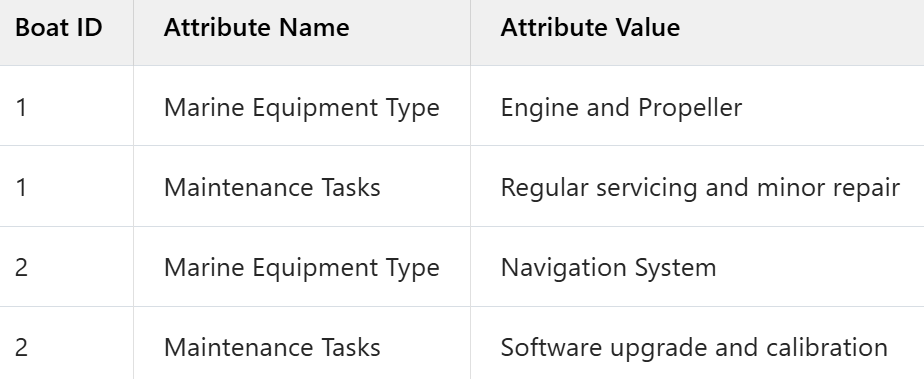 Boat ID Attribute Name Attribute Value
1 Marine Equipment Type Engine and Propeller
1 Maintenance Tasks Regular servicing and minor repair
2 Marine Equipment Type Navigation System
2 Maintenance Tasks Software upgrade and calibration